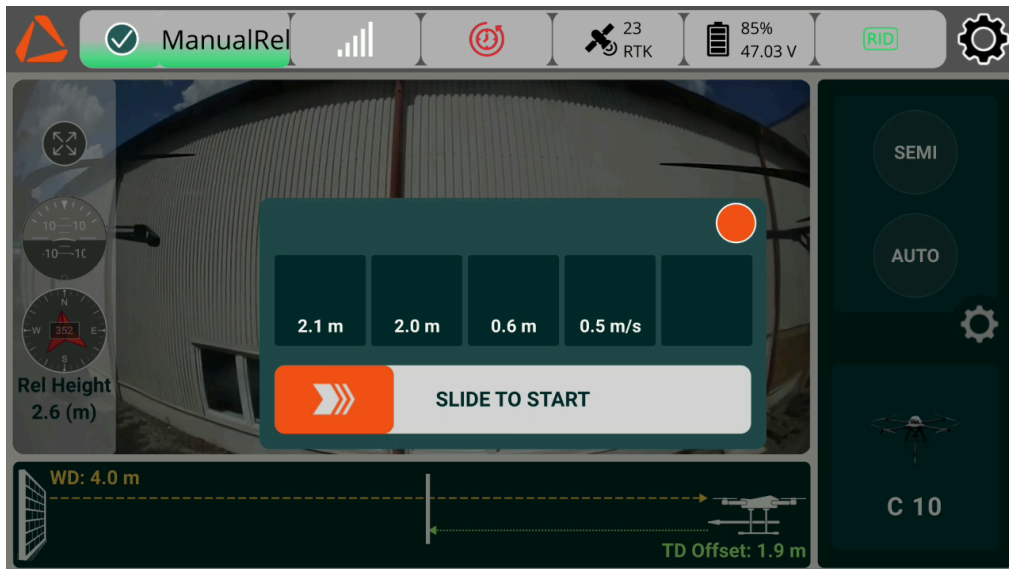 ManualRel
23
RTK
85%
47.03 V
RID
SEMI
10 10
-10 -10
AUTO
N
W 352 E
S
2.1 m 2.0 m 0.6 m 0.5 m/s
Rel Height
2.6 (m)
SLIDE TO START
WD: 4.0 m
C 10
TD Offset: 1.9 m